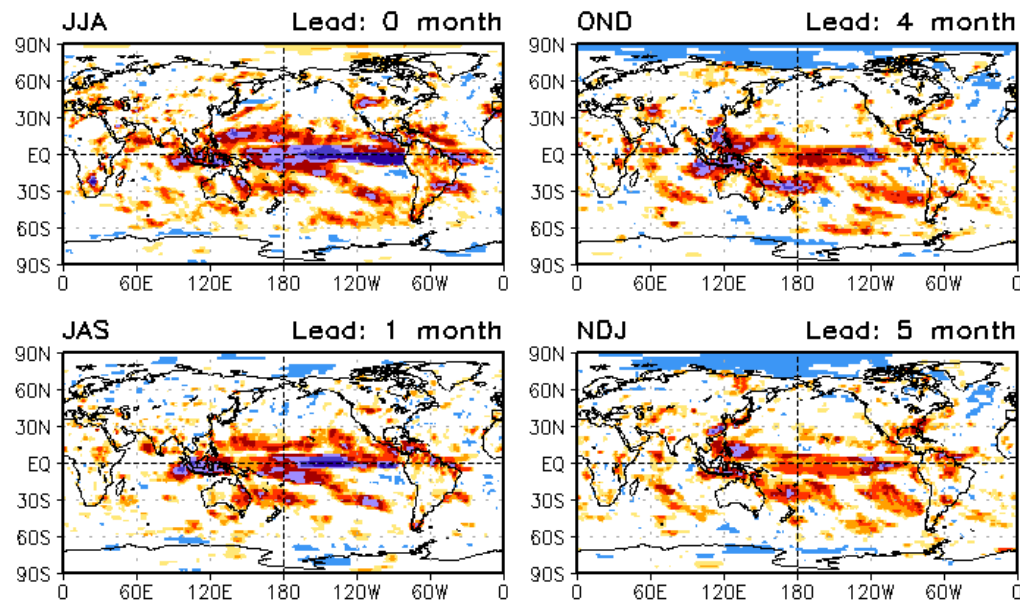 JJA Lead: 0 month
90N
60N
30N
EQ
30S
60S
90S
0 60E 120E 180 120W 60W 0
OND Lead: 4 month
90N
60N
30N
EQ
30S
60S
90S
0 60E 120E 180 120W 60W 0
JAS Lead: 1 month
90N
60N
30N
EQ
30S
60S
90S
0 60E 120E 180 120W 60W 0
NDJ Lead: 5 month
90N
60N
30N
EQ
30S
60S
90S
0 60E 120E 180 120W 60W 0